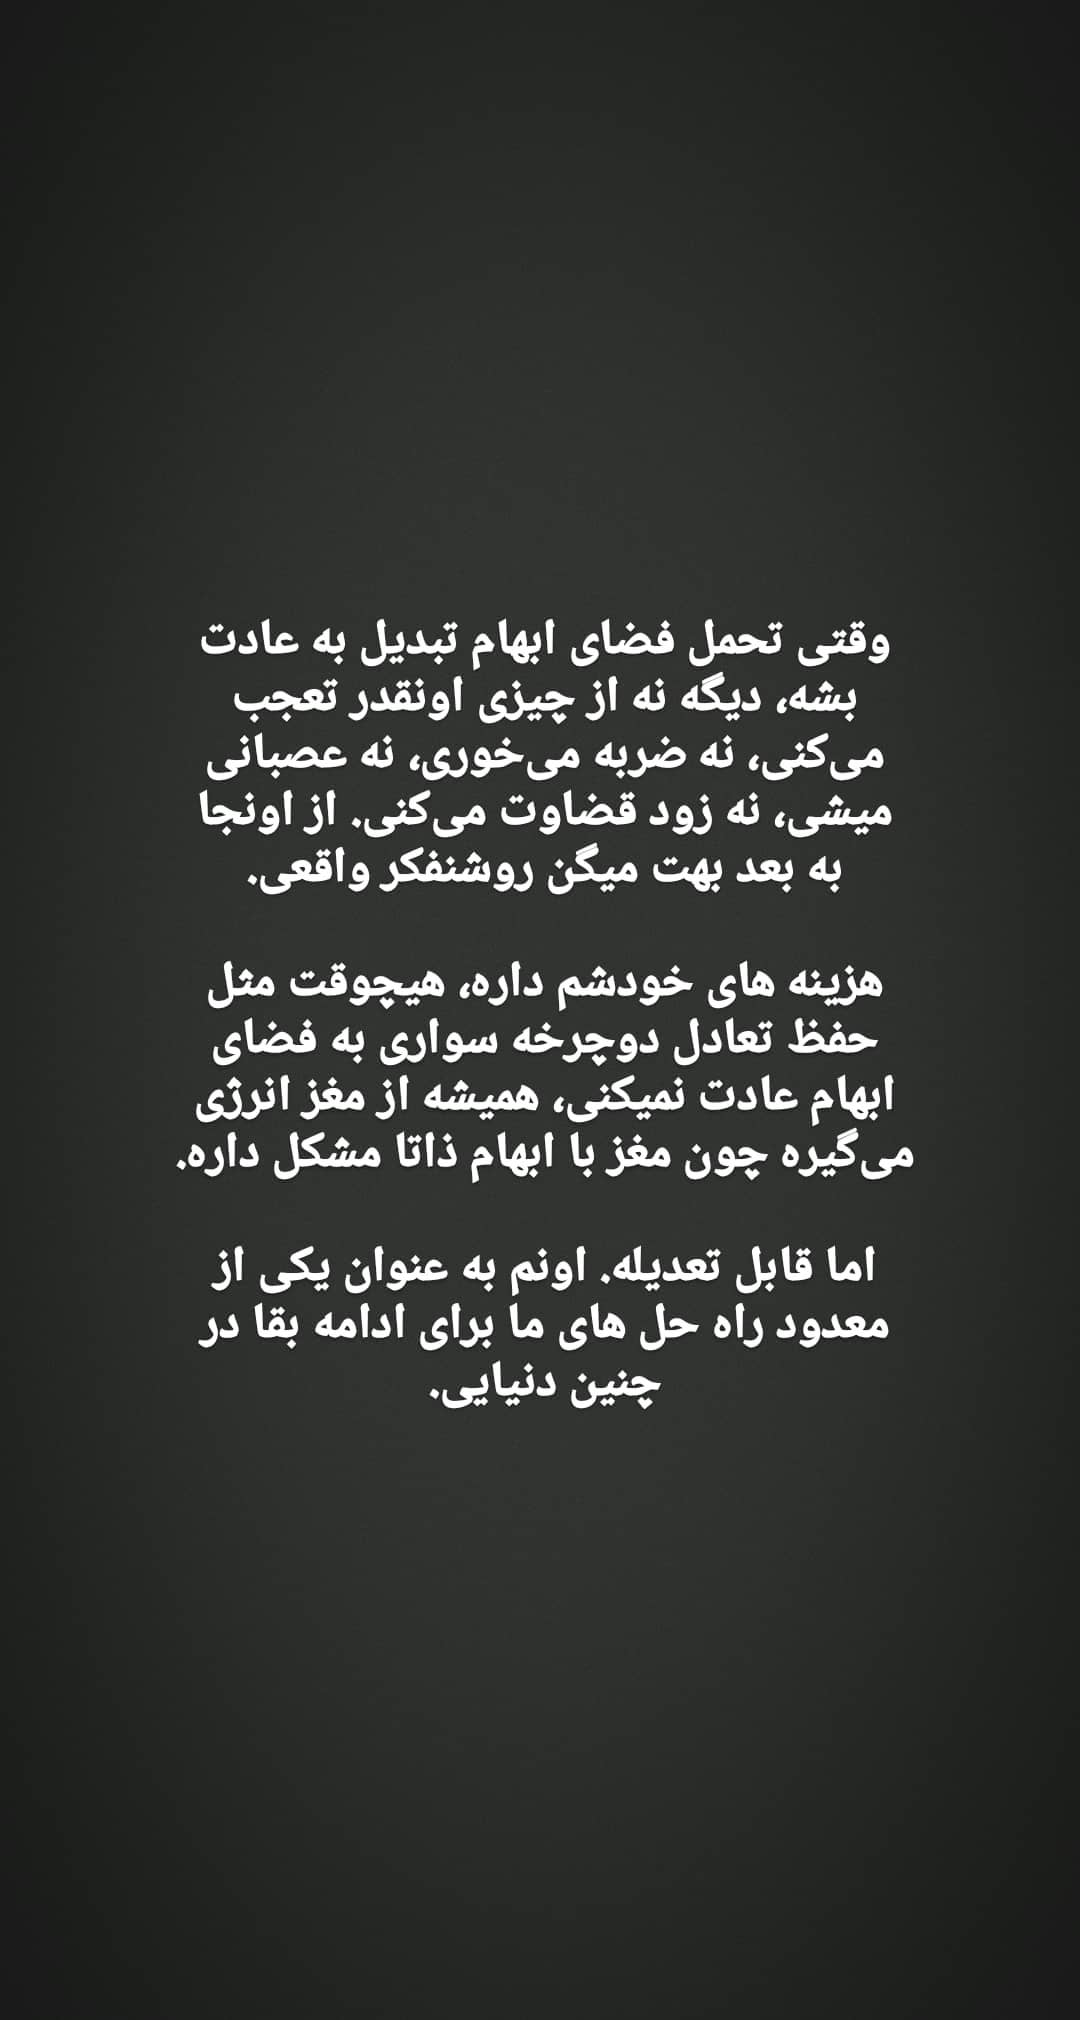 وقتی تحمل فضای ابهام تبدیل به عادت
بشه، دیگه نه از چیزی اونقدر تعجب
می‌کنی، نه ضربه می‌خوری، نه عصبانی
میشی، نه زود قضاوت می‌کنی. از اونجا
به بعد بهت میگن روشنفکر واقعی.
هزینه های خودشم داره، هیچوقت مثل
حفظ تعادل دوچرخه سواری به فضای
ابهام عادت نمیکنی، همیشه از مغز انرژی
می‌گیره چون مغز با ابهام ذاتا مشکل داره.
اما قابل تعدیله. اونم به عنوان یکی از
معدود راه حل های ما برای ادامه بقا در
چنین دنیایی.